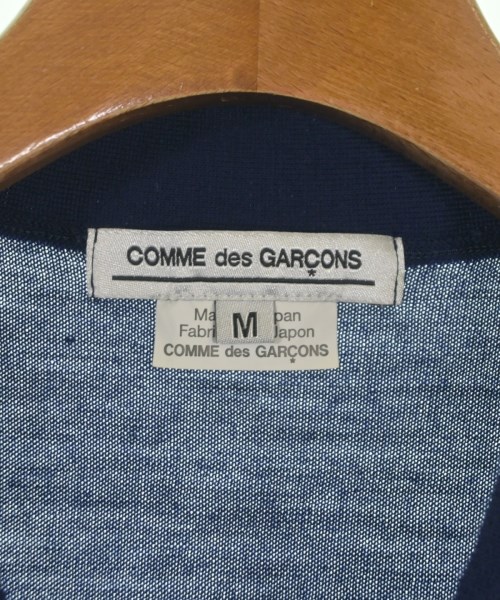 COMME des GARÇONS
Ma pan
Fabri Japon
M
COMME des GARÇONS